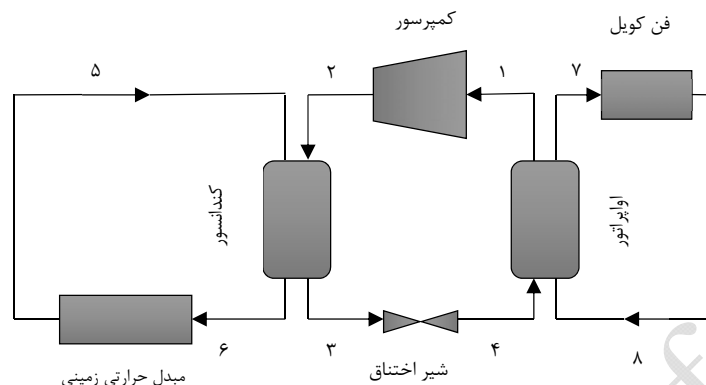 فن کویل
کمپرسور
۷
۱
۲
۵
اواپراتور
کندانسور
۸
۴
۳
۶
شیر اختناق
مبدل حرارتی زمینی